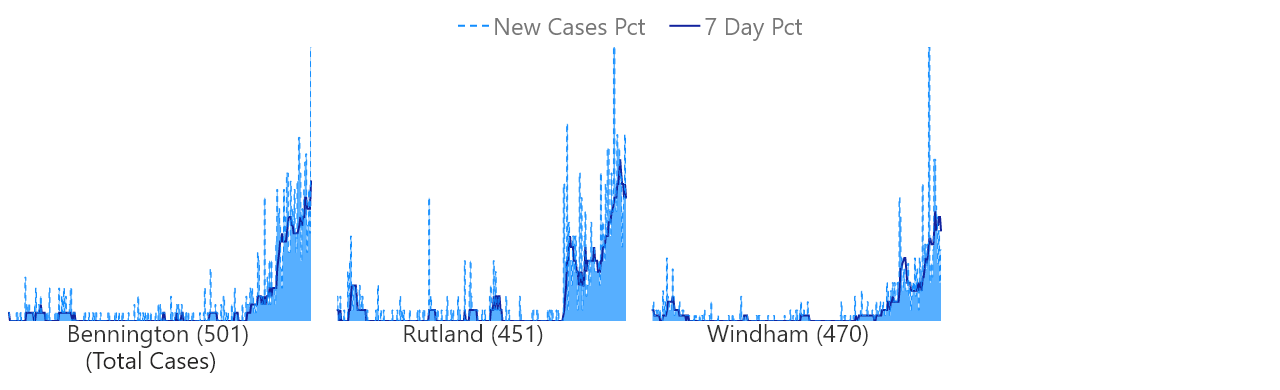 New Cases Pct 7 Day Pct
Bennington (501) Rutland (451) Windham (470)
(Total Cases)